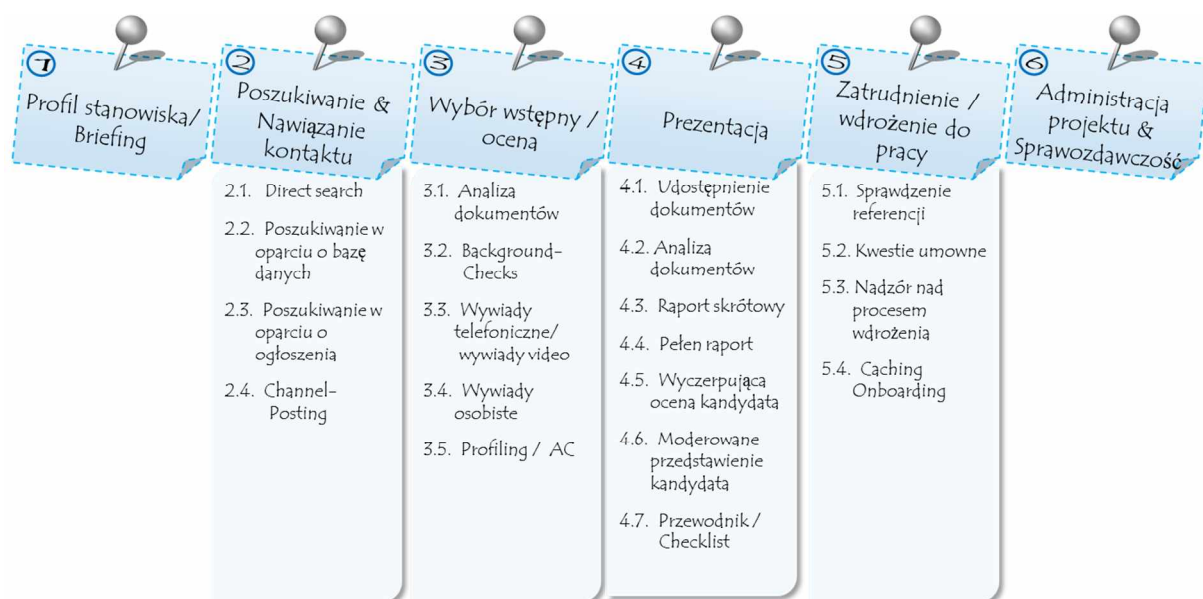 1
Profil stanowiska/
Briefing
2
Poszukiwanie &
Nawiązanie
kontaktu
2.1. Direct search
2.2. Poszukiwanie w
oparciu o bazę
danych
2.3. Poszukiwanie w
oparciu o
ogłoszenia
2.4. Channel-
Posting
3
Wybór wstępny /
ocena
3.1. Analiza
dokumentów
3.2. Background-
Checks
3.3. Wywiady
telefoniczne/
wywiady video
3.4. Wywiady
osobiste
3.5. Profiling / AC
4
Prezentacja
4.1. Udostępnienie
dokumentów
4.2. Analiza
dokumentów
4.3. Raport skrótowy
4.4. Pełen raport
4.5. Wyczerpująca
ocena kandydata
4.6. Moderowane
przedstawienie
kandydata
4.7. Przewodnik /
Checklist
5
Zatrudnienie /
wdrożenie do
pracy
5.1. Sprawdzenie
referencji
5.2. Kwestie umowne
5.3. Nadzór nad
procesem
wdrożenia
5.4. Caching
Onboarding
6
Administracja
projektu &
Sprawozdawczość